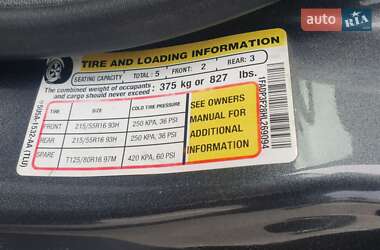 auto RIA
TIRE AND LOADING INFORMATION
SEATING CAPACITY TOTAL : 5 FRONT: 2 REAR: 3
The combined weight of occupants and cargo should never exceed : 375 kg or 827 lbs.
TIRE SIZE COLD TIRE PRESSURE
FRONT 215/55R16 93H 250 KPA, 36 PSI
REAR 215/55R16 93H 250 KPA, 36 PSI
SPARE T125/80R16 97M 420 KPA, 60 PSI
SEE OWNERS
MANUAL FOR
ADDITIONAL
INFORMATION